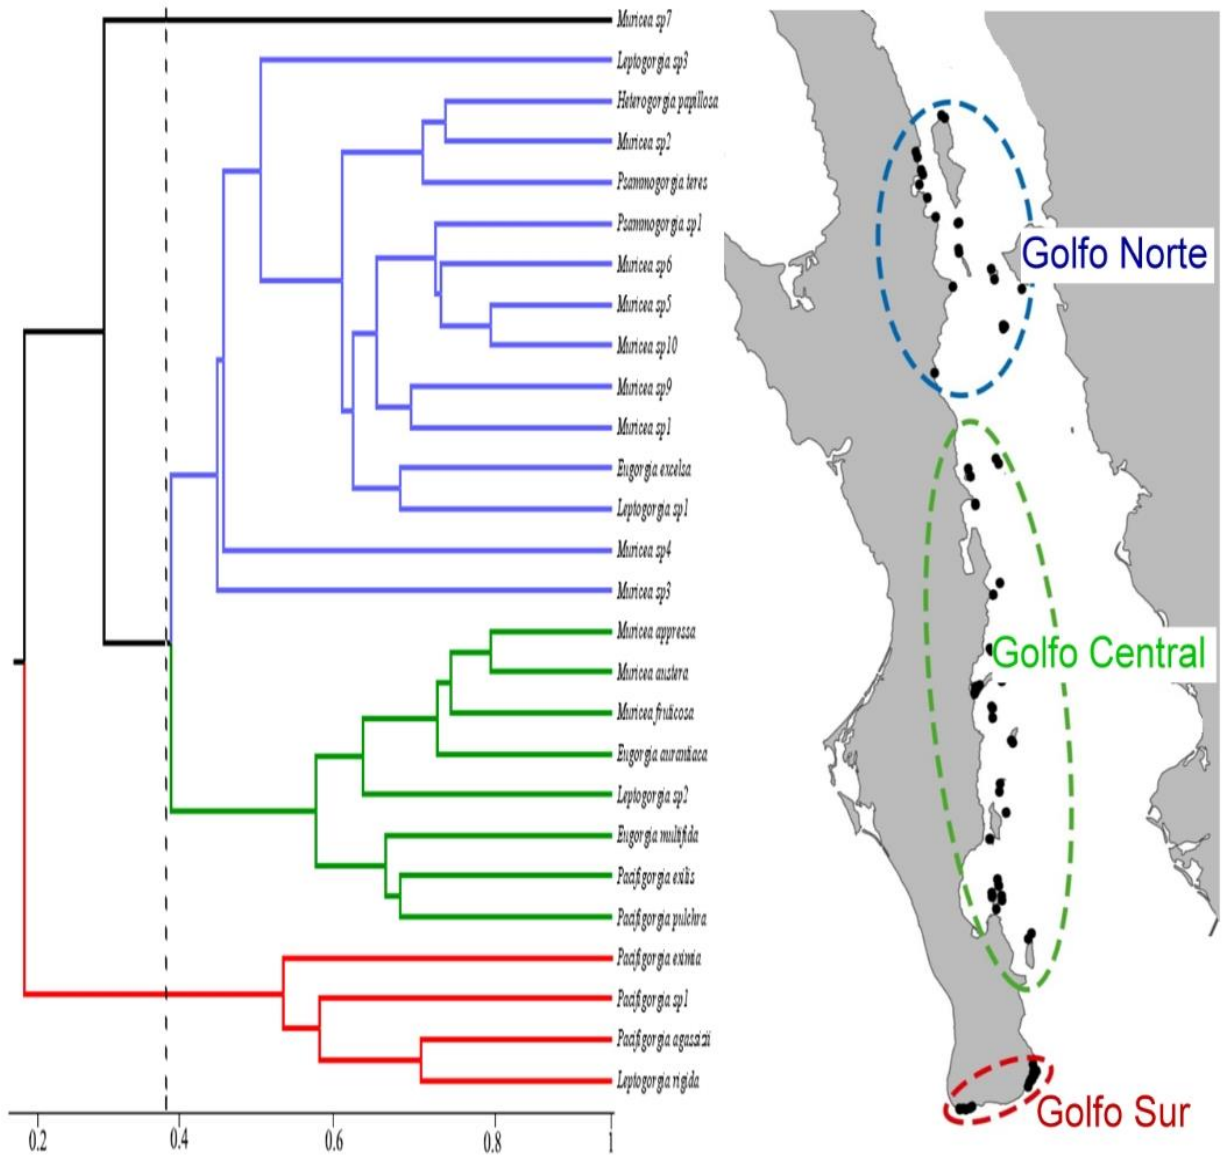 Muricea sp7
Leptogorgia sp3
Heterogorgia papillosa
Muricea sp2
Psammogorgia teres
Psammogorgia sp1
Muricea sp6
Muricea sp5
Muricea sp10
Muricea sp9
Muricea sp1
Eugorgia excelsa
Leptogorgia sp1
Muricea sp4
Muricea sp3
Muricea appressa
Muricea austera
Muricea fruticosa
Eugorgia aurantiaca
Leptogorgia sp2
Eugorgia multifida
Pacifigorgia exilis
Pacifigorgia pulchra
Pacifigorgia eximia
Pacifigorgia sp1
Pacifigorgia agassizii
Leptogorgia rigida
0.2 0.4 0.6 0.8 1
Golfo Norte
Golfo Central
Golfo Sur